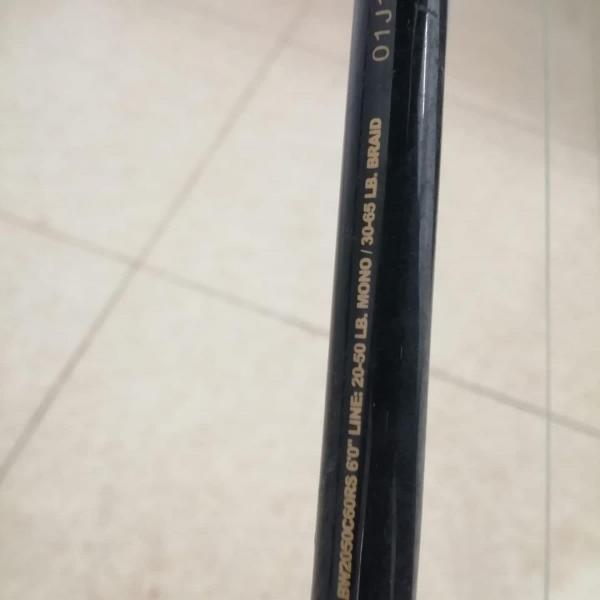 BW2050C60RS 6'0" LINE: 20-50 LB. MONO / 30-65 LB. BRAID
01J